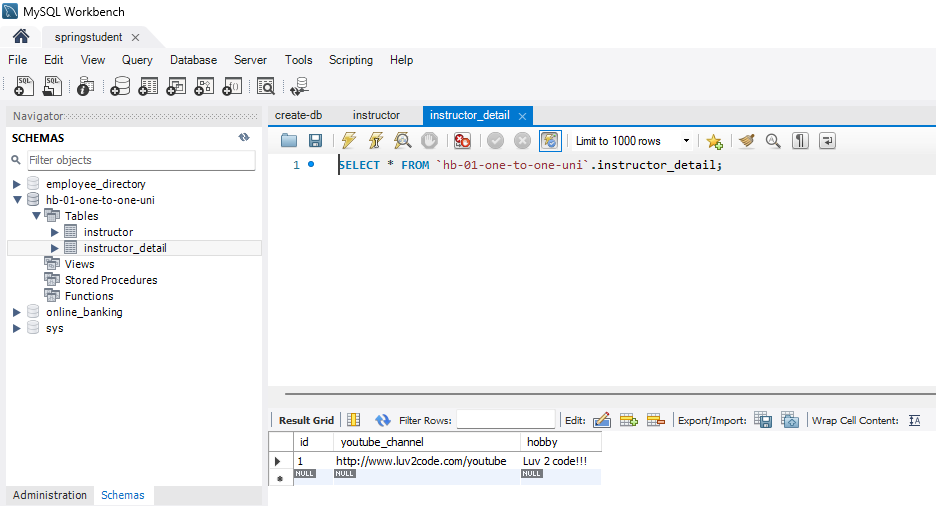 MySQL Workbench
springstudent
File Edit View Query Database Server Tools Scripting Help
Navigator
SCHEMAS
Filter objects
employee_directory
hb-01-one-to-one-uni
Tables
instructor
instructor_detail
Views
Stored Procedures
Functions
online_banking
sys
Administration Schemas
create-db instructor instructor_detail
Limit to 1000 rows
1 SELECT * FROM `hb-01-one-to-one-uni`.instructor_detail;
Result Grid Filter Rows: Edit: Export/Import: Wrap Cell Content:
id youtube_channel hobby
1 http://www.luv2code.com/youtube Luv 2 code!!!
NULL NULL NULL